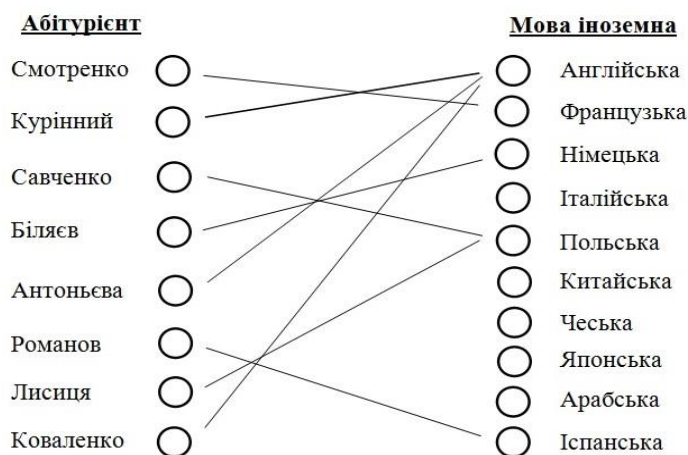 Абітурієнт
Смотренко
Курінний
Савченко
Біляєв
Антоньєва
Романов
Лисиця
Коваленко
Мова іноземна
Англійська
Французька
Німецька
Італійська
Польська
Китайська
Чеська
Японська
Арабська
Іспанська